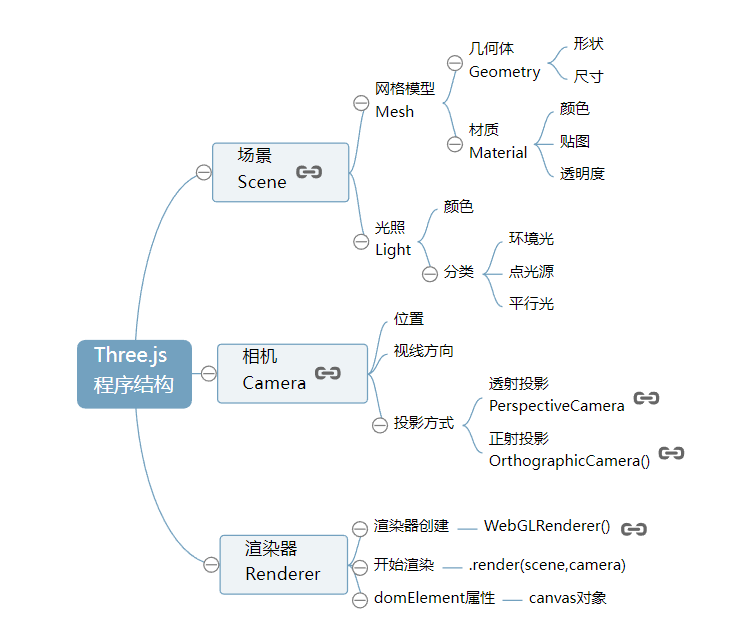 Three.js
程序结构
场景
Scene
网格模型
Mesh
几何体
Geometry
形状
尺寸
材质
Material
颜色
贴图
透明度
光照
Light
颜色
分类
环境光
点光源
平行光
相机
Camera
位置
视线方向
投影方式
透射投影
PerspectiveCamera
正射投影
OrthographicCamera()
渲染器
Renderer
渲染器创建
WebGLRenderer()
开始渲染
.render(scene,camera)
domElement属性
canvas对象